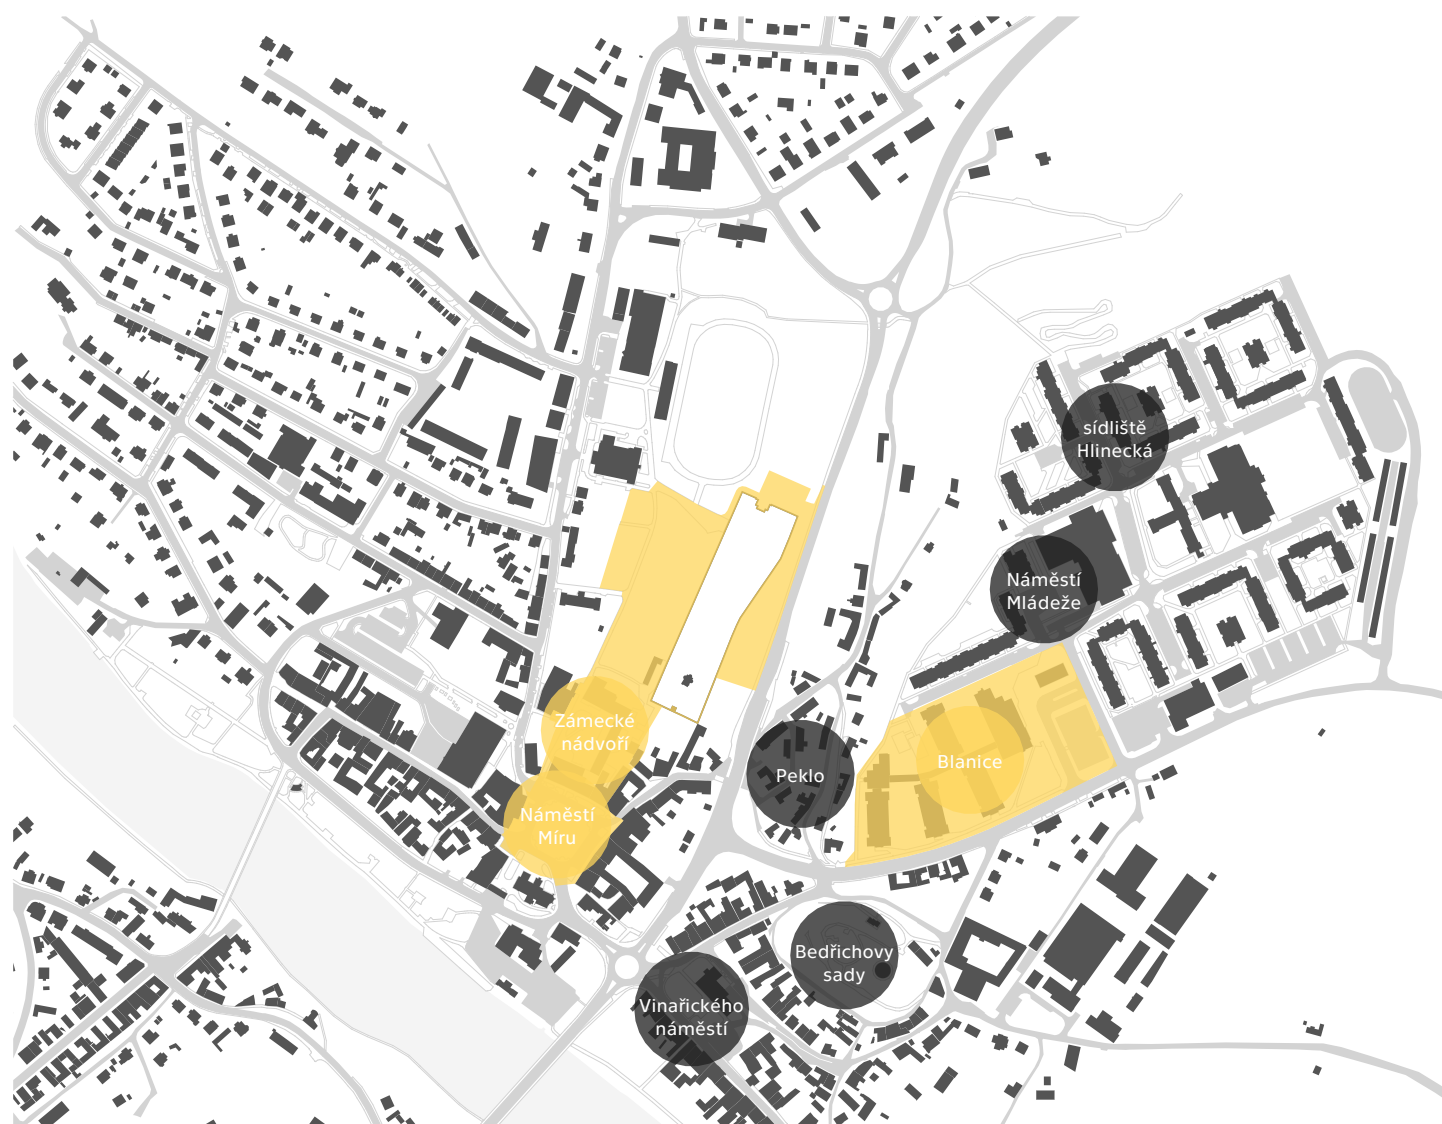 sídliště
Hlinecká
Náměstí
Mládeže
Zámecké
nádvoří
Peklo
Blanice
Náměstí
Míru
Bedřichovy
sady
Vinařického
náměstí